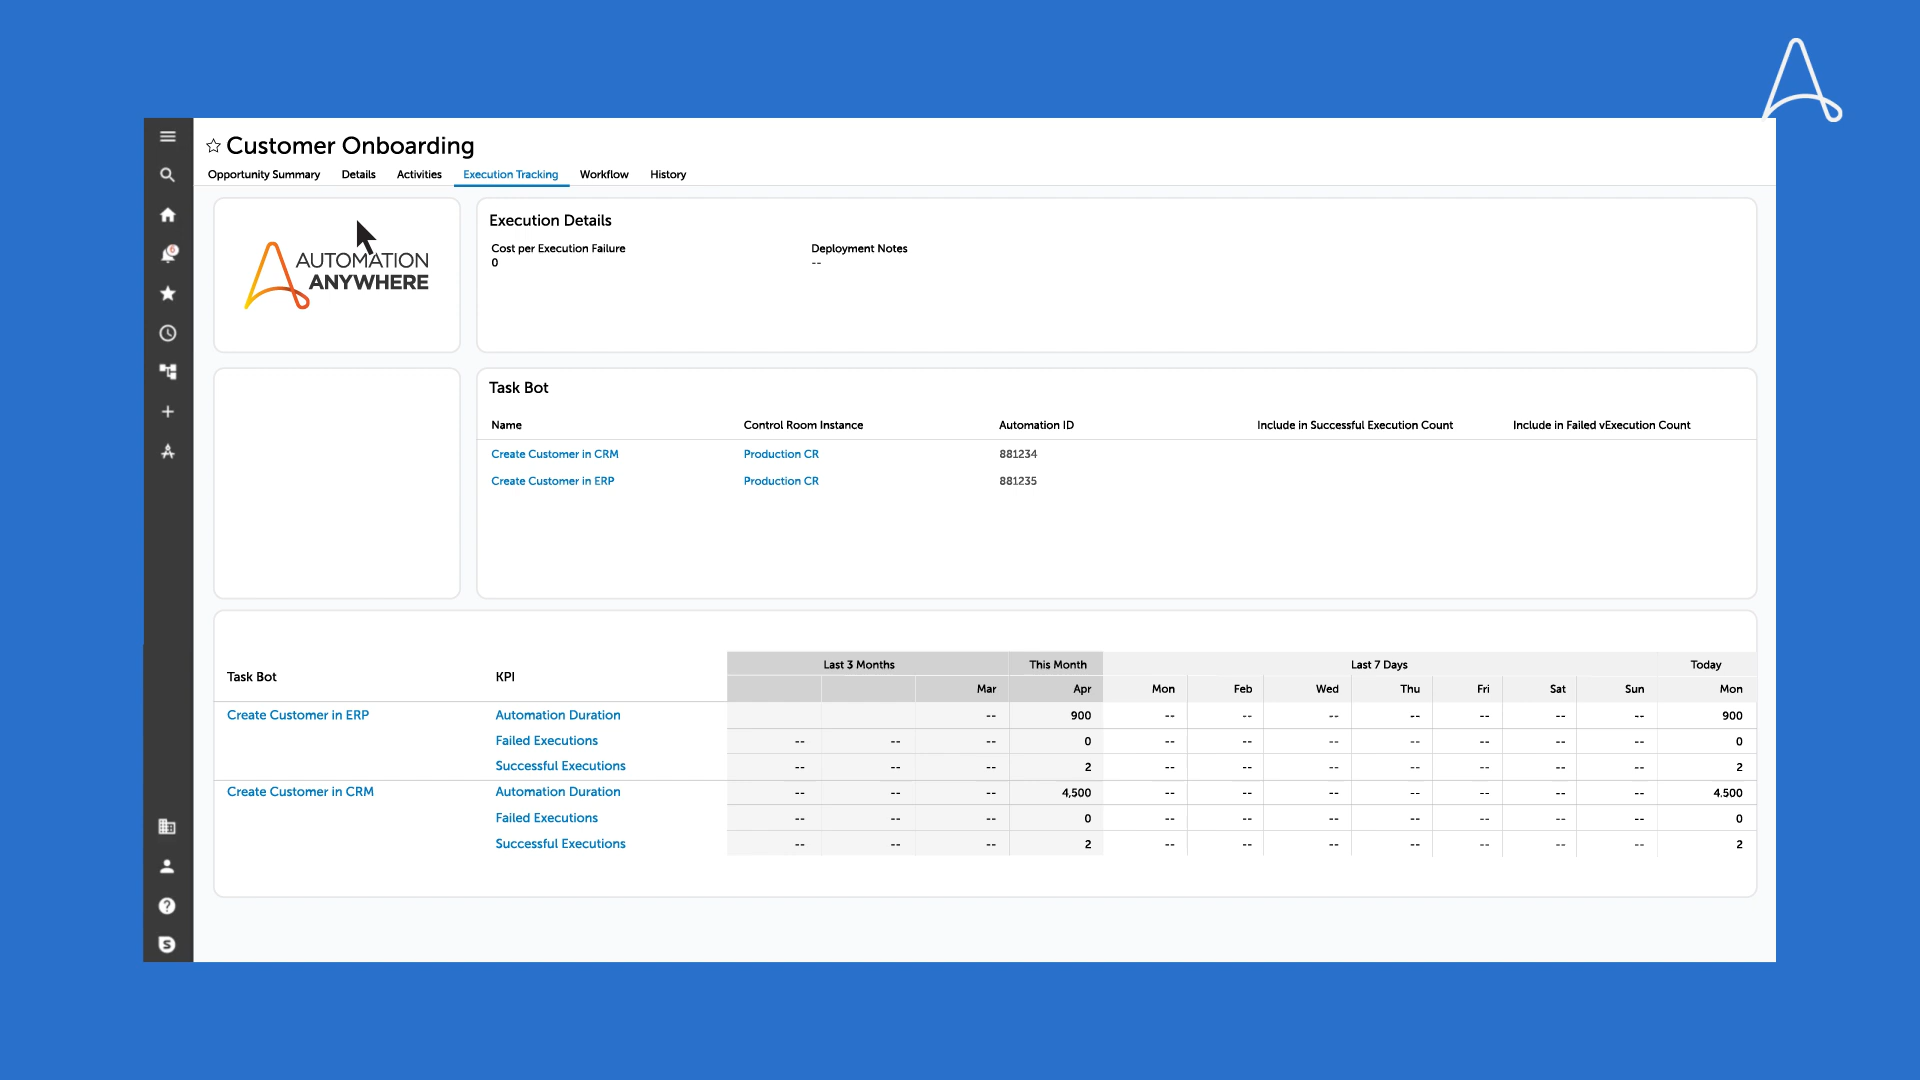 Customer Onboarding
Opportunity Summary Details Activities Execution Tracking Workflow History
AUTOMATION
ANYWHERE
Execution Details
Cost per Execution Failure Deployment Notes
0 --
Task Bot
Name Control Room Instance Automation ID Include in Successful Execution Count Include in Failed vExecution Count
Create Customer in CRM Production CR 881234
Create Customer in ERP Production CR 881235
Last 3 Months This Month Last 7 Days Today
Task Bot KPI
Mar Apr Mon Feb Wed Thu Fri Sat Sun Mon
Create Customer in ERP Automation Duration -- 900 -- -- -- -- -- -- -- 900
Failed Executions -- -- -- 0 -- -- -- -- -- -- -- 0
Successful Executions -- -- -- 2 -- -- -- -- -- -- -- 2
Create Customer in CRM Automation Duration -- -- -- 4,500 -- -- -- -- -- -- -- 4.500
Failed Executions -- -- -- 0 -- -- -- -- -- -- -- 0
Successful Executions -- -- -- 2 -- -- -- -- -- -- -- 2